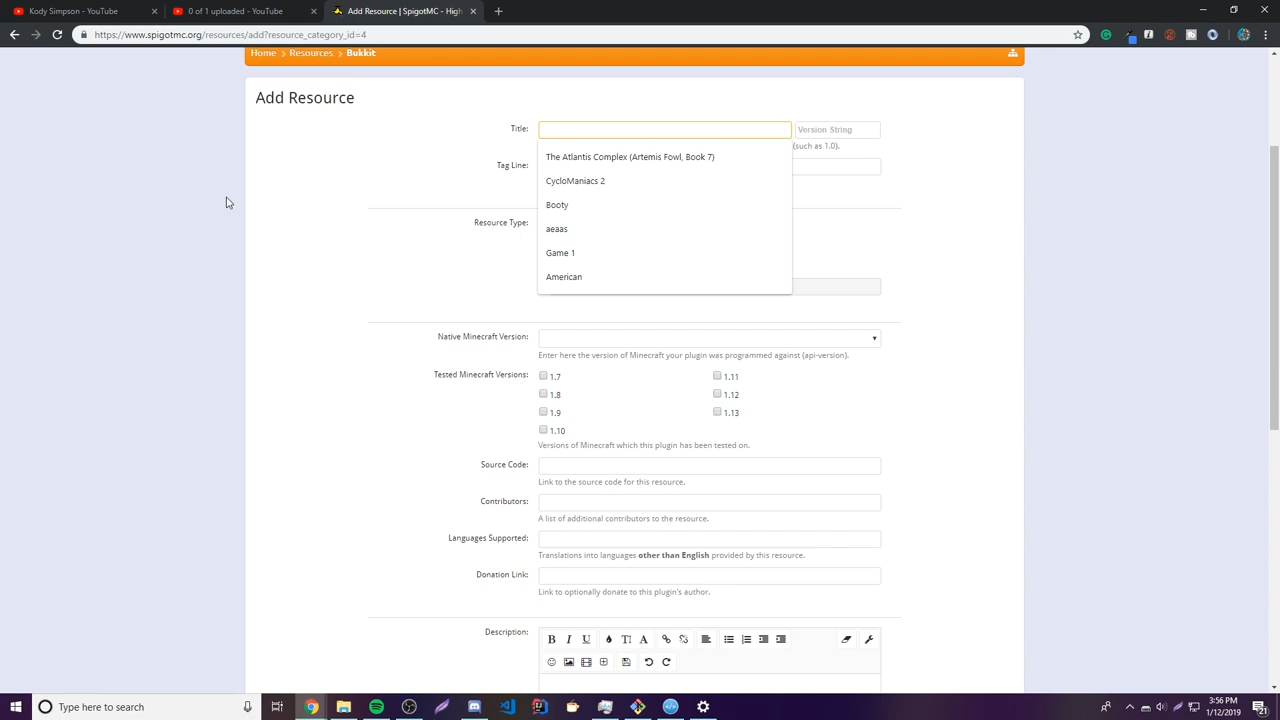 Kody Simpson - YouTube
0 of 1 uploaded - YouTube
Add Resource | SpigotMC - High
https://www.spigotmc.org/resources/add?resource_category_id=4
Home
Resources
Bukkit
Add Resource
Title:
Version String
(such as 1.0).
Tag Line:
The Atlantis Complex (Artemis Fowl, Book 7)
CycloManiacs 2
Booty
aeaas
Game 1
American
Resource Type:
Native Minecraft Version:
Enter here the version of Minecraft your plugin was programmed against (api-version).
Tested Minecraft Versions:
1.7
1.11
1.8
1.12
1.9
1.13
1.10
Versions of Minecraft which this plugin has been tested on.
Source Code:
Link to the source code for this resource.
Contributors:
A list of additional contributors to the resource.
Languages Supported:
Translations into languages other than English provided by this resource.
Donation Link:
Link to optionally donate to this plugin's author.
Description:
B I U
Type here to search
3:56 PM
1/12/2019